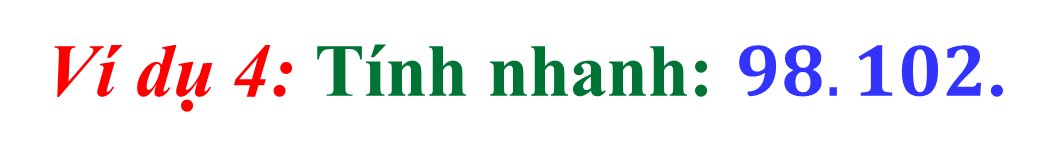 Ví dụ 4: Tính nhanh: 98. 102.